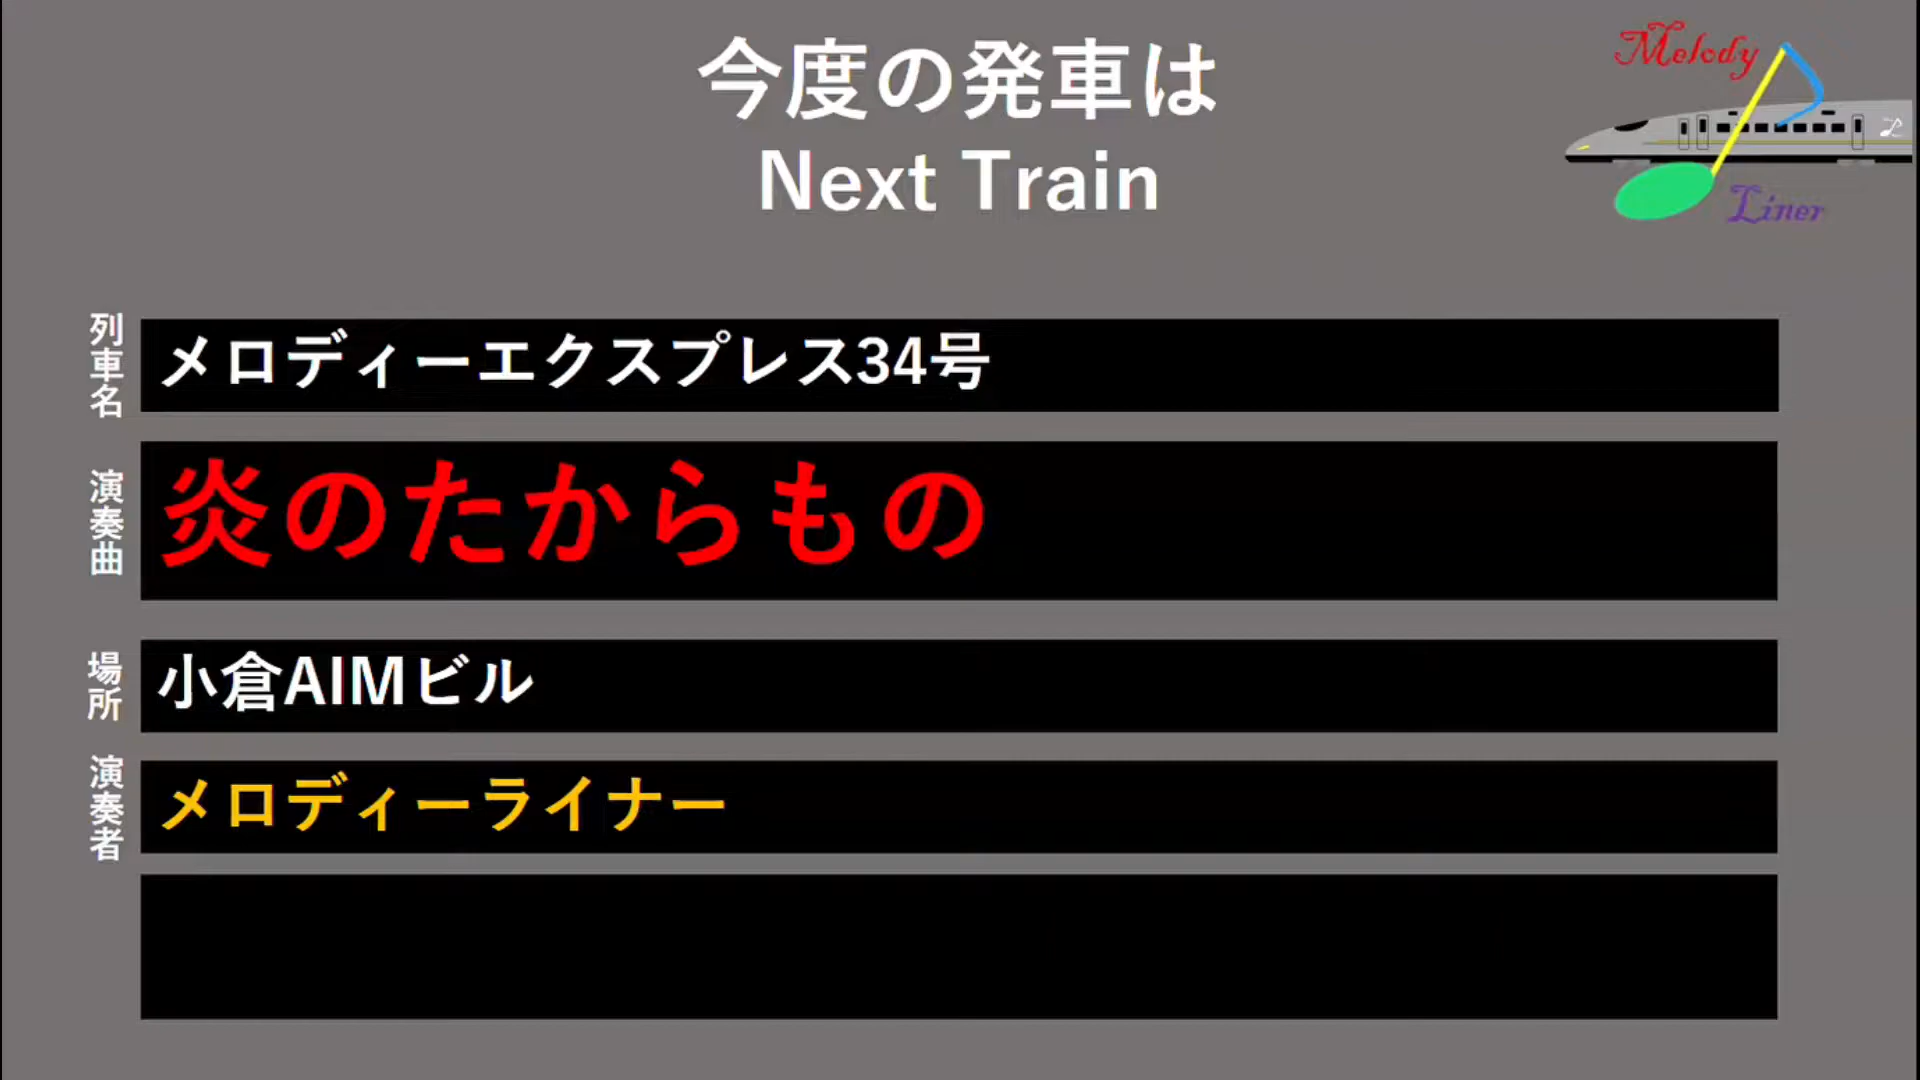 今度の発車は
Next Train
Melody
Liner
列車名
メロディーエクスプレス34号
演奏曲
炎のたからもの
場所
小倉AIMビル
演奏者
メロディーライナー